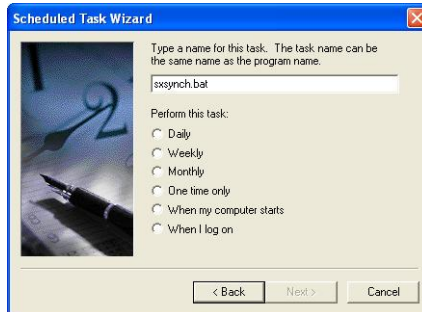 Scheduled Task Wizard
Type a name for this task. The task name can be
the same name as the program name.
sxsynch.bat
Perform this task:
Daily
Weekly
Monthly
One time only
When my computer starts
When I log on
< Back
Next >
Cancel